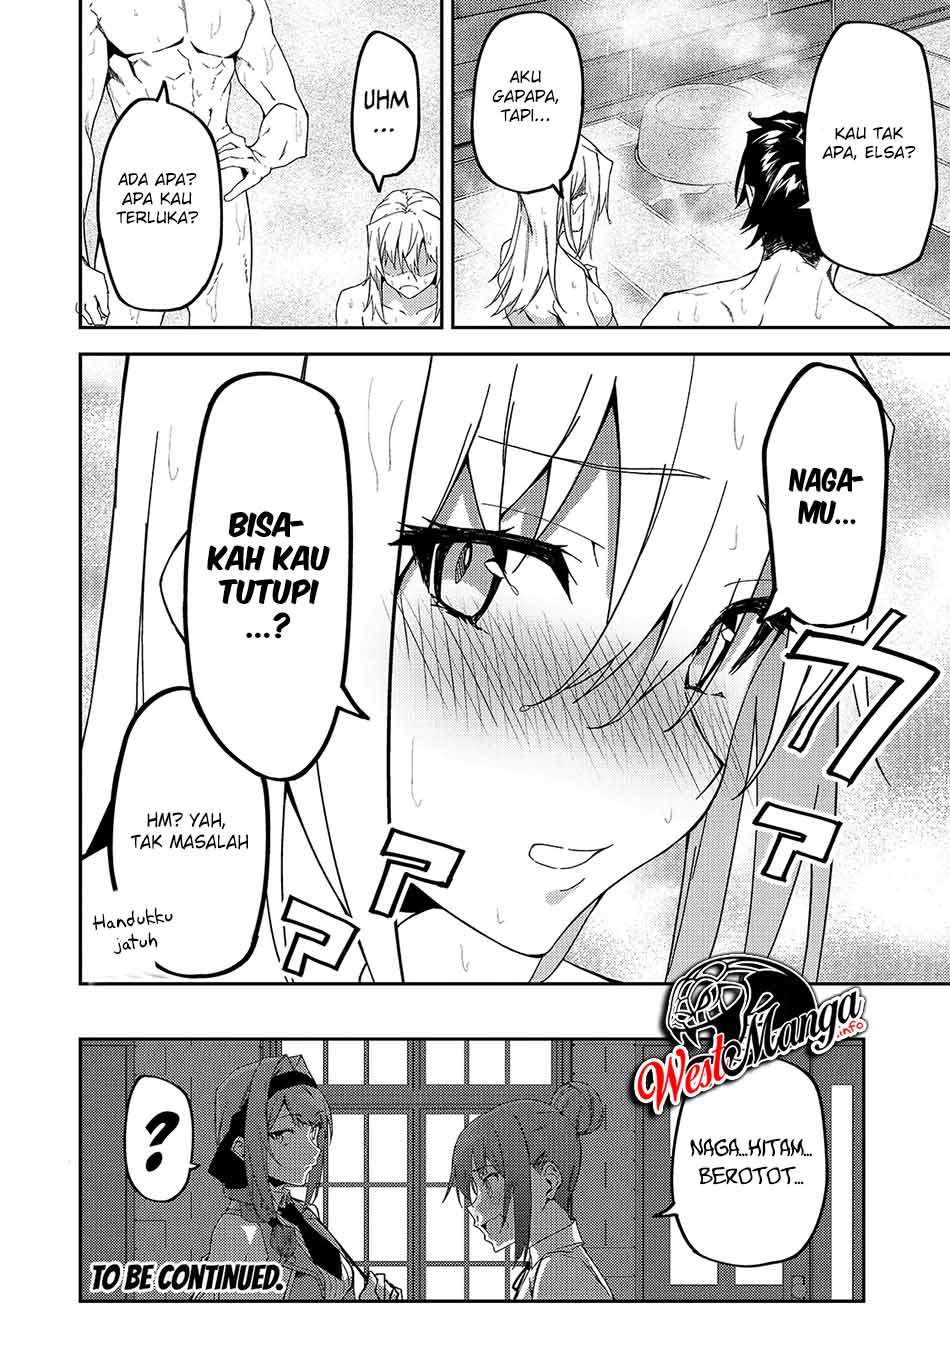 KAU TAK
APA, ELSA?
AKU
GAPAPA,
TAPI...
UHM
...
ADA APA?
APA KAU
TERLUKA?
NAGA-
MU...
BISA-
KAH KAU
TUTUPI
...?
カァァァ
HM? YAH,
TAK MASALAH
Handukku
jatuh
WestManga
.info
NAGA...HITAM...
BEROTOT...
?
TO BE CONTINUED.